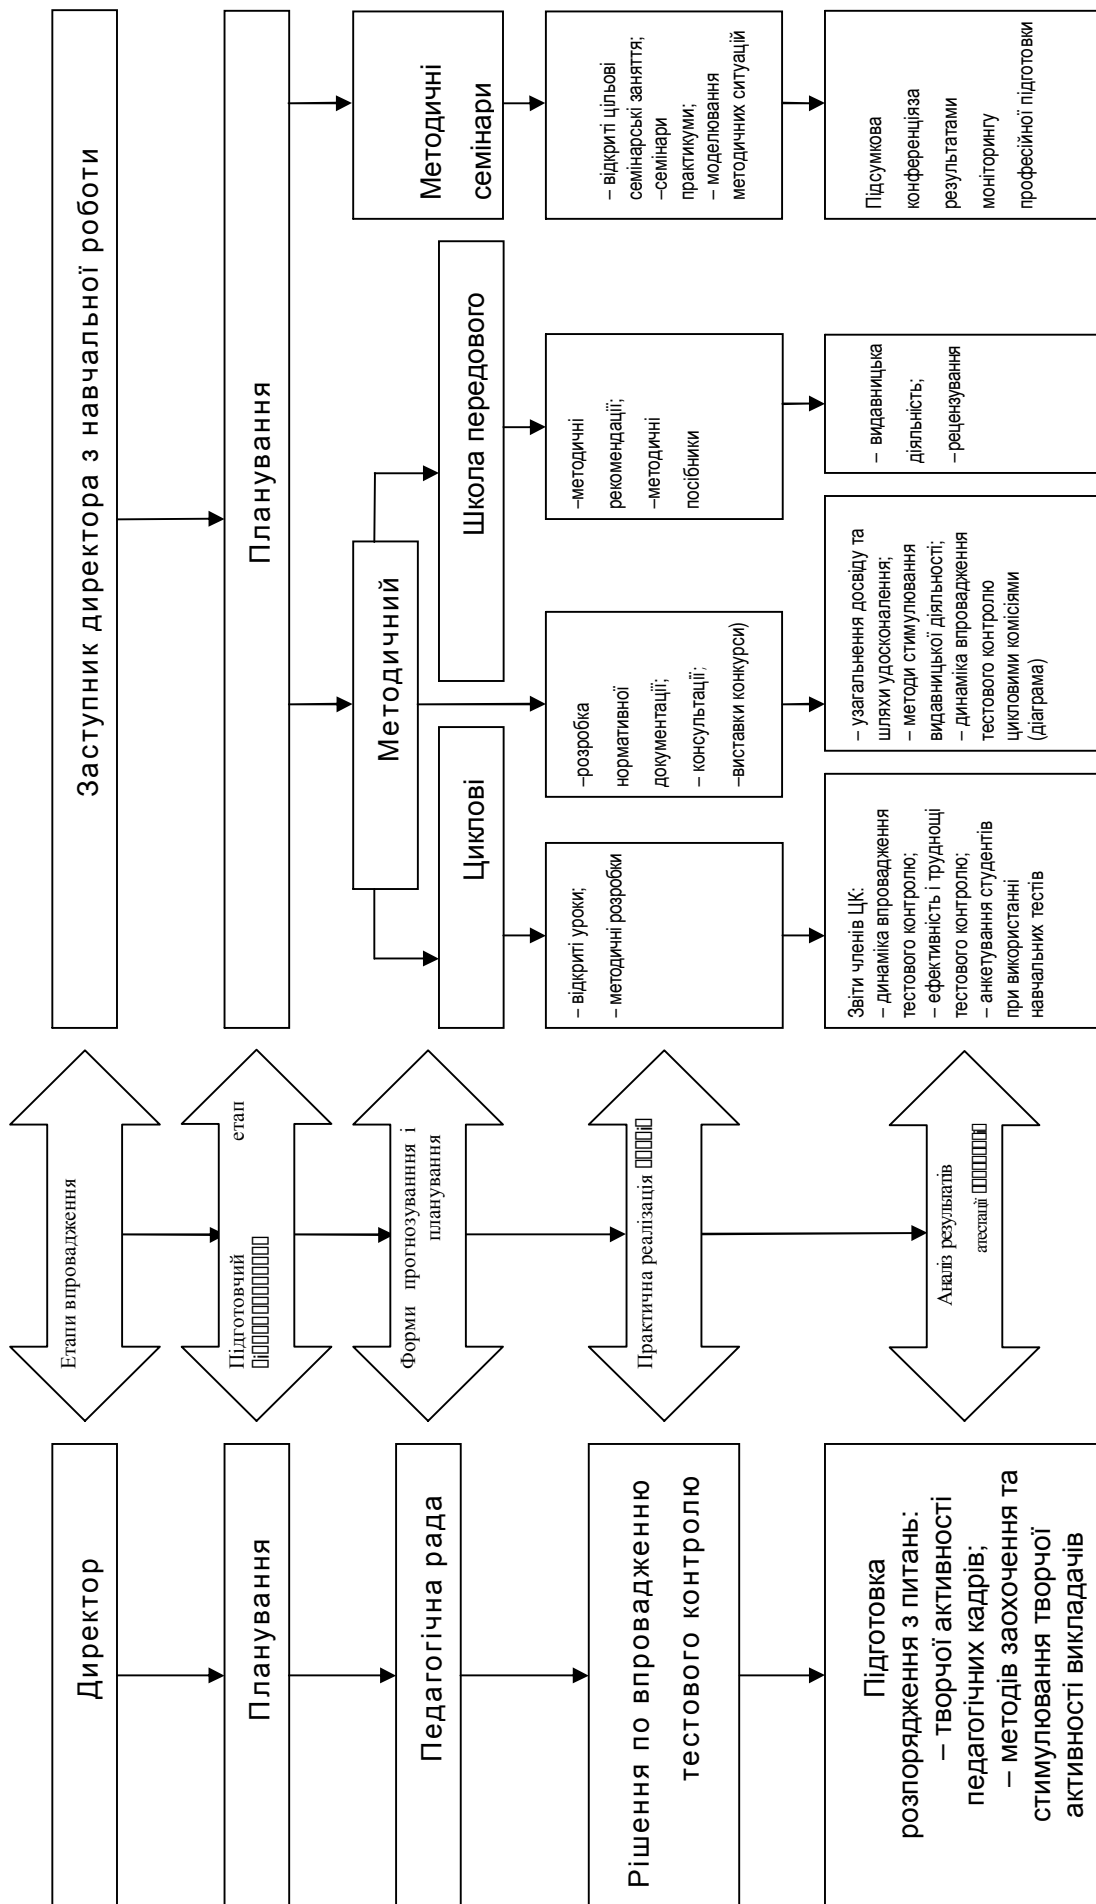 Директор
Планування
Педагогічна рада
Рішення по впровадженню
тестового контролю
Підготовка
розпорядження з питань:
– творчої активності
педагогічних кадрів;
– методів заохочення та
стимулювання творчої
активності викладачів
Етапи впровадження
Підготовчий етап
Форми прогнозуванння і
планування
Практична реалізація
Аналіз результатів
атестації
Заступник директора з навчальної роботи
Планування
Методичний
Методичні
семінари
Циклові
Школа передового
– відкриті уроки;
– методичні розробки
–розробка
нормативної
документації;
– консультації;
–виставки конкурси)
–методичні
рекомендації;
–методичні
посібники
– відкриті цільові
семінарські заняття;
–семінари
практикуми;
– моделювання
методичних ситуацій
Звіти членів ЦК:
– динаміка впровадження
тестового контролю;
– ефективність і труднощі
тестового контролю;
– анкетування студентів
при використанні
навчальних тестів
– узагальнення досвіду та
шляхи удосконалення;
– методи стимулювання
видавничої діяльності;
– динаміка впровадження
тестового контролю
цикловими комісіями
(діаграма)
– видавницька
діяльність;
–рецензування
Підсумкова
конференціяза
результатами
моніторингу
професійної підготовки